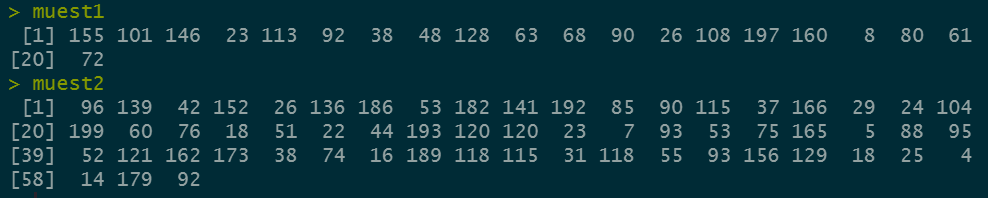 > muest1
 [1] 155 101 146  23 113  92  38  48 128  63  68  90  26 108 197 160   8  80  61
[20]  72
> muest2
 [1]  96 139  42 152  26 136 186  53 182 141 192  85  90 115  37 166  29  24 104
[20] 199  60  76  18  51  22  44 193 120 120  23   7  93  53  75 165   5  88  95
[39]  52 121 162 173  38  74  16 189 118 115  31 118  55  93 156 129  18  25   4
[58]  14 179  92